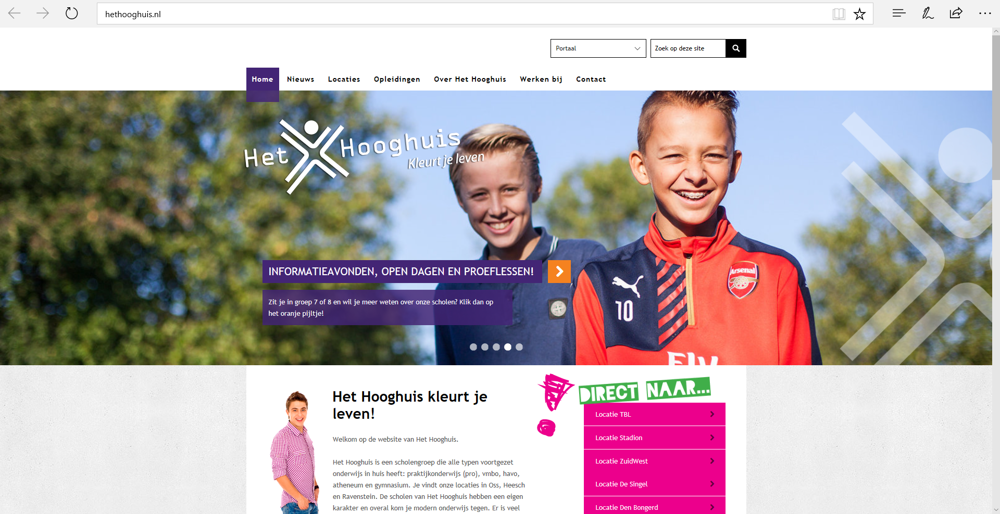 hethooghuis.nl
Portaal
Zoek op deze site
Home
Nieuws
Locaties
Opleidingen
Over Het Hooghuis
Werken bij
Contact
Het Hooghuis
Kleurt je leven
Arsenal
10
Fly
INFORMATIEAVONDEN, OPEN DAGEN EN PROEFLESSEN!
Zit je in groep 7 of 8 en wil je meer weten over onze scholen? Klik dan op
het oranje pijltje!
Het Hooghuis kleurt je
leven!
Welkom op de website van Het Hooghuis.
Het Hooghuis is een scholengroep die alle typen voortgezet
onderwijs in huis heeft: praktijkonderwijs (pro), vmbo, havo,
atheneum en gymnasium. Je vindt onze locaties in Oss, Heesch
en Ravenstein. De scholen van Het Hooghuis hebben een eigen
karakter en overal kom je modern onderwijs tegen. Er is veel
DIRECT NAAR...
Locatie TBL
Locatie Stadion
Locatie ZuidWest
Locatie De Singel
Locatie Den Bongerd